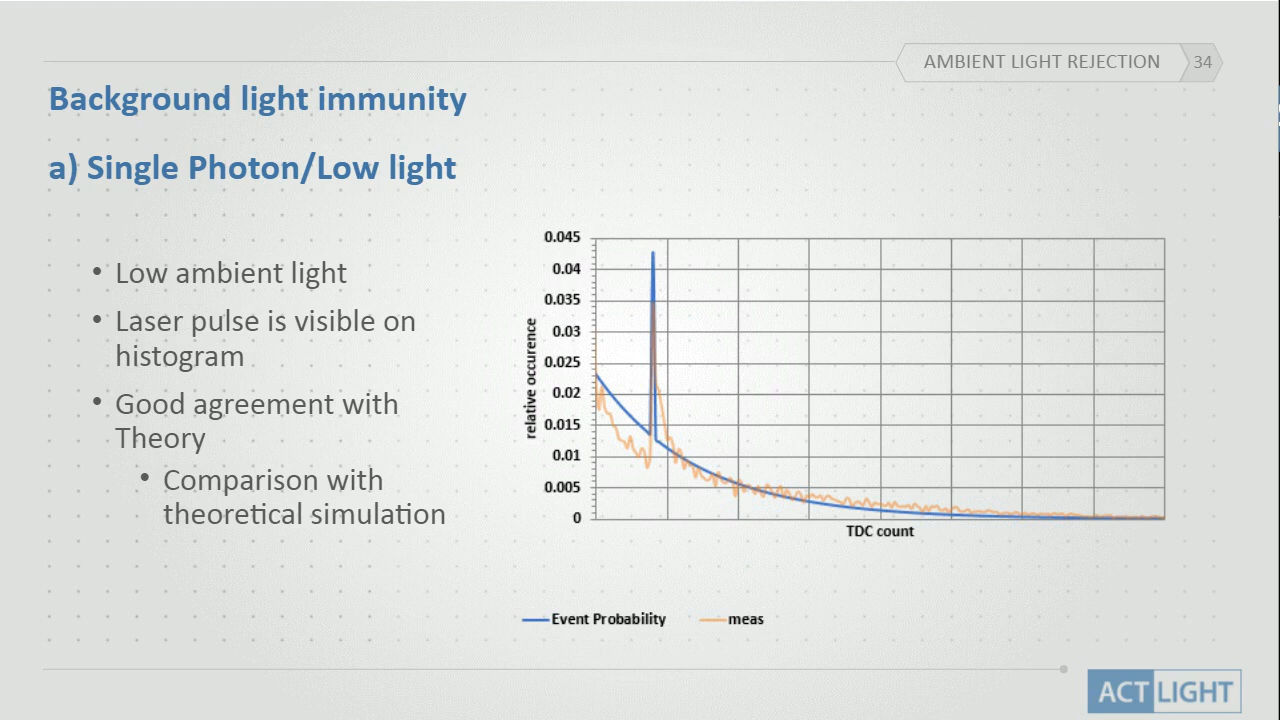 AMBIENT LIGHT REJECTION 34
Background light immunity
a) Single Photon/Low light
• Low ambient light
• Laser pulse is visible on
histogram
• Good agreement with
Theory
• Comparison with
theoretical simulation
relative occurence
0.045
0.04
0.035
0.03
0.025
0.02
0.015
0.01
0.005
0
TDC count
Event Probability
meas
ACT LIGHT